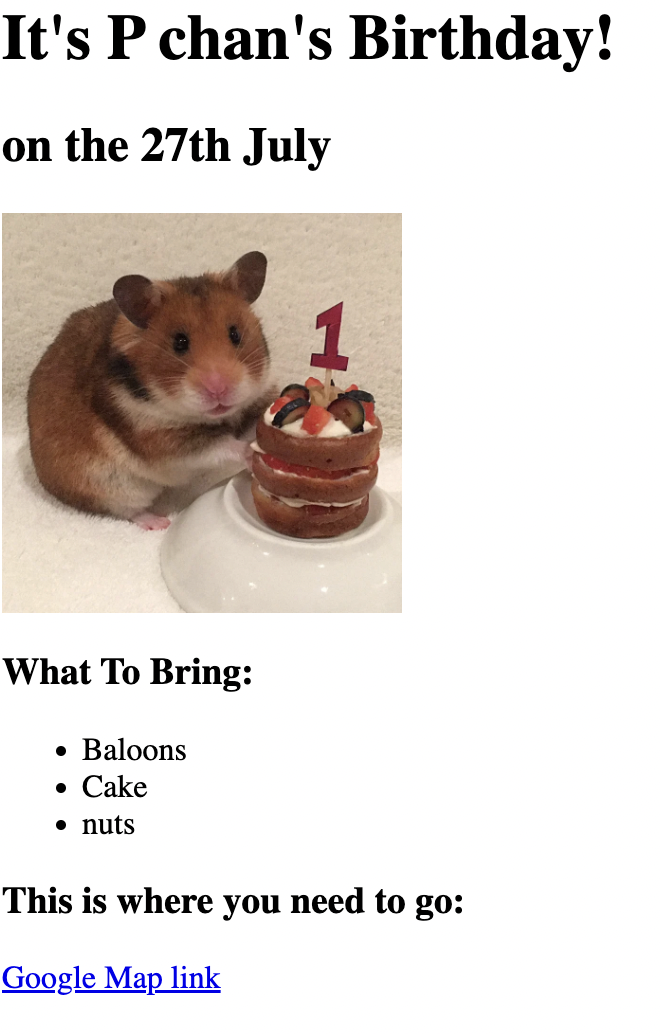 It's P chan's Birthday!
on the 27th July
1
What To Bring:
Baloons
Cake
nuts
This is where you need to go:
Google Map link